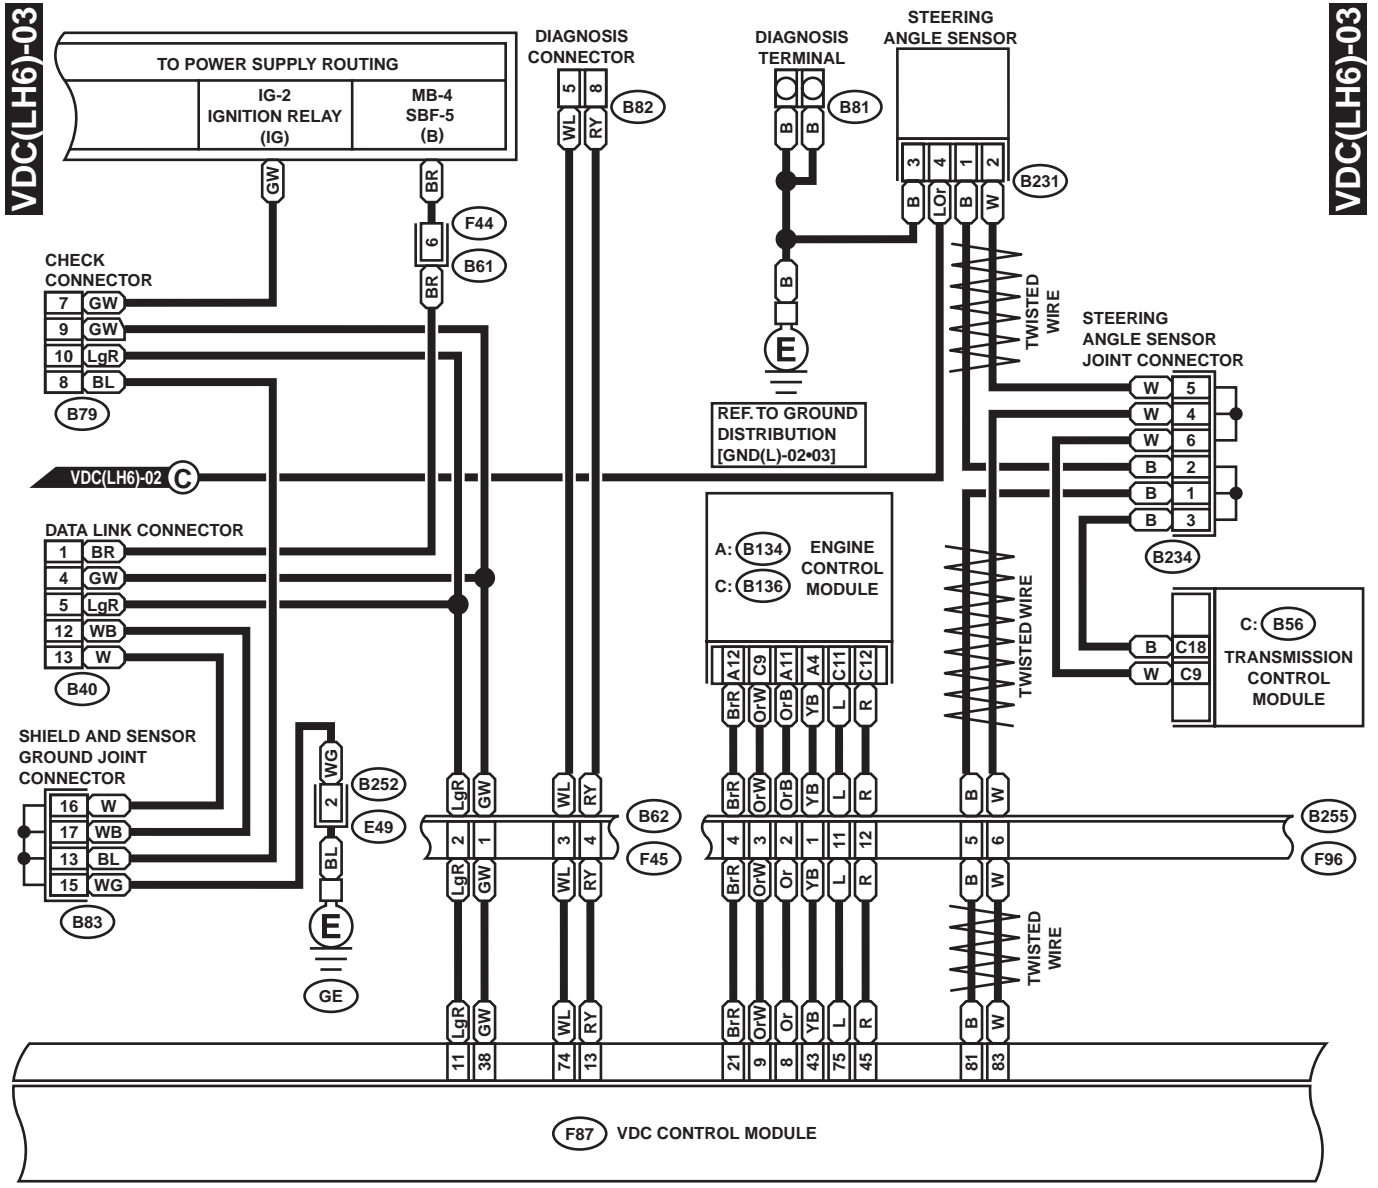 VDC(LH6)-03
VDC(LH6)-03
TO POWER SUPPLY ROUTING
IG-2
IGNITION RELAY
(IG)
MB-4
SBF-5
(B)
GW
BR
6
F44
B61
BR
DIAGNOSIS
CONNECTOR
5 8
B82
WL RY
DIAGNOSIS
TERMINAL
B81
B B
B
E
REF. TO GROUND
DISTRIBUTION
[GND(L)-02•03]
STEERING
ANGLE SENSOR
3 4 1 2
B231
B LOr B W
TWISTED
WIRE
CHECK
CONNECTOR
7 GW
9 GW
10 LgR
8 BL
B79
VDC(LH6)-02 C
STEERING
ANGLE SENSOR
JOINT CONNECTOR
W 5
W 4
W 6
B 2
B 1
B 3
B234
DATA LINK CONNECTOR
1 BR
4 GW
5 LgR
12 WB
13 W
B40
A: B134
C: B136
ENGINE
CONTROL
MODULE
A12 C9 A11 A4 C11 C12
BrR OrW OrB YB L R
TWISTED WIRE
C: B56
TRANSMISSION
CONTROL
MODULE
B C18
W C9
SHIELD AND SENSOR
GROUND JOINT
CONNECTOR
16 W
17 WB
13 BL
15 WG
B83
WG
2
B252
E49
BL
E
GE
LgR GW WL RY
2 1 3 4
LgR GW WL RY
B62
F45
BrR OrW OrB YB L R B W
4 3 2 1 11 12 5 6
BrR OrW Or YB L R B W
B255
F96
TWISTED
WIRE
LgR GW WL RY BrR OrW Or YB L R B W
11 38 74 13 21 9 8 43 75 45 81 83
F87 VDC CONTROL MODULE